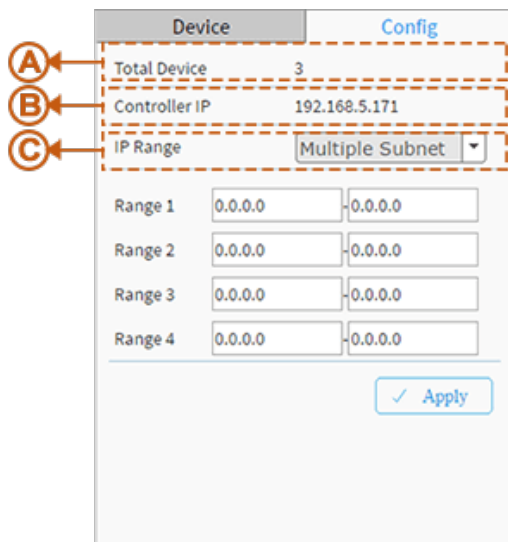 Device Config
A Total Device 3
B Controller IP 192.168.5.171
C IP Range Multiple Subnet
Range 1 0.0.0.0 - 0.0.0.0
Range 2 0.0.0.0 - 0.0.0.0
Range 3 0.0.0.0 - 0.0.0.0
Range 4 0.0.0.0 - 0.0.0.0
✓ Apply